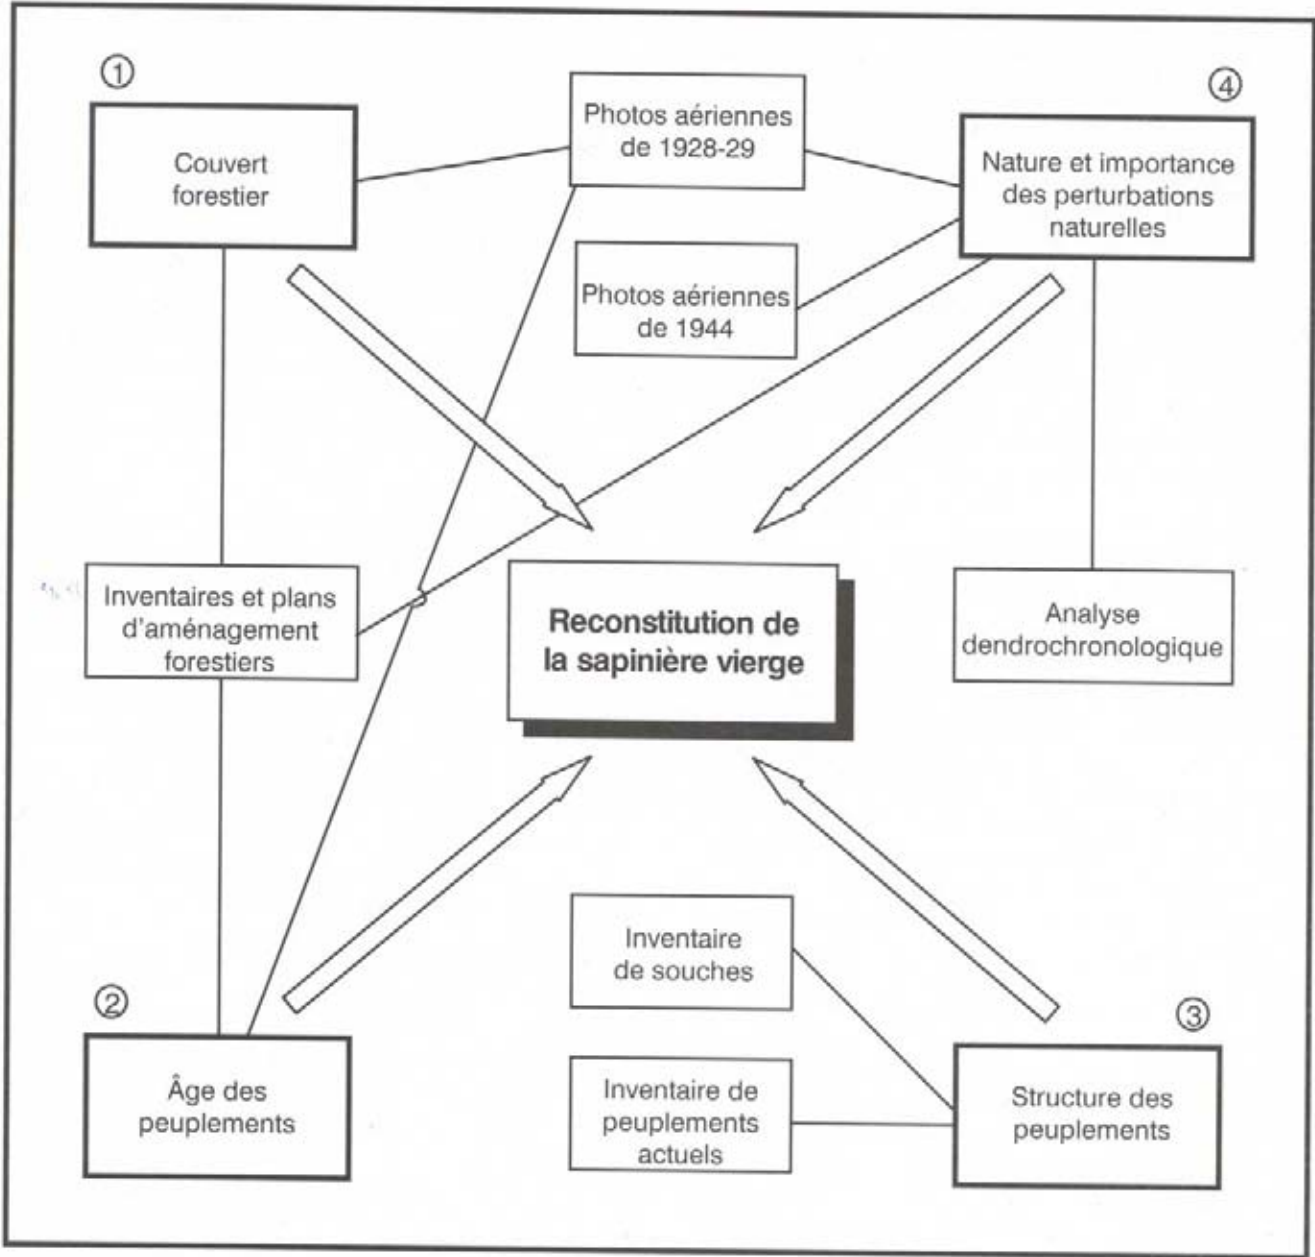 ①
Couvert
forestier
Photos aériennes
de 1928-29
④
Nature et importance
des perturbations
naturelles
Photos aériennes
de 1944
Inventaires et plans
d'aménagement
forestiers
Reconstitution de
la sapinière vierge
Analyse
dendrochronologique
②
Âge des
peuplements
Inventaire
de souches
Inventaire de
peuplements
actuels
③
Structure des
peuplements